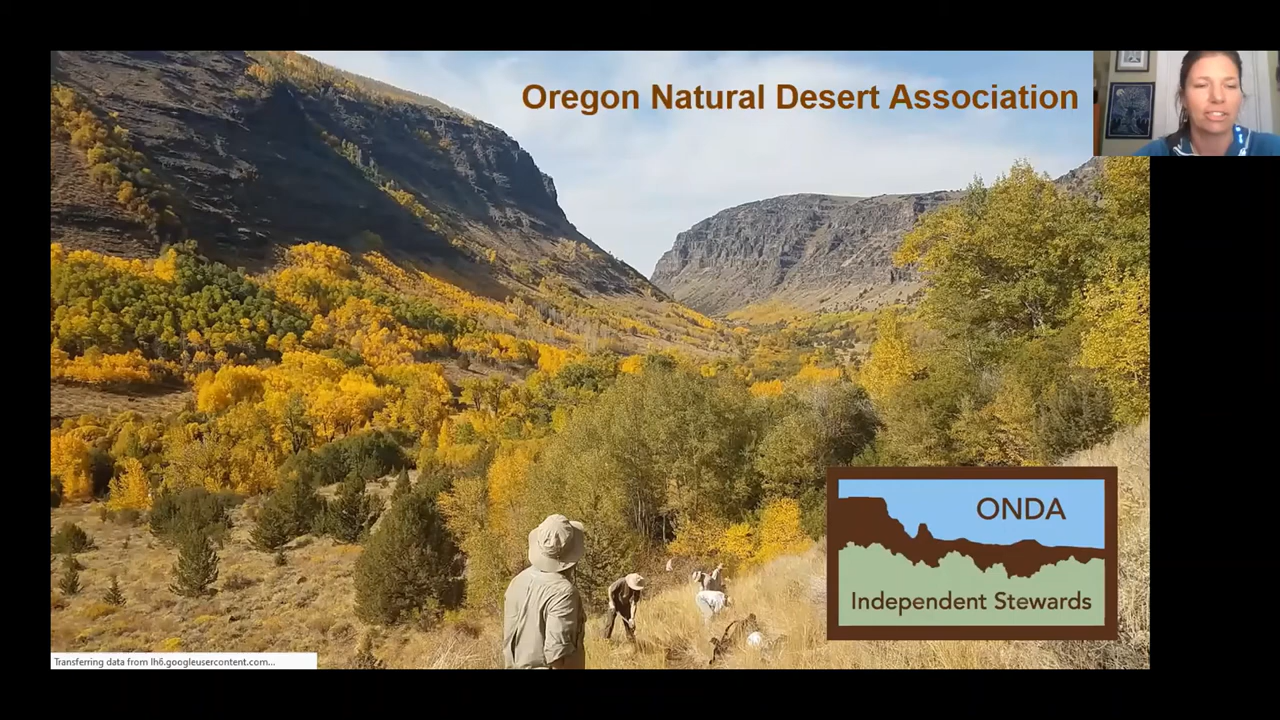 Oregon Natural Desert Association
ONDA
Independent Stewards
Transferring data from lh6.googleusercontent.com...